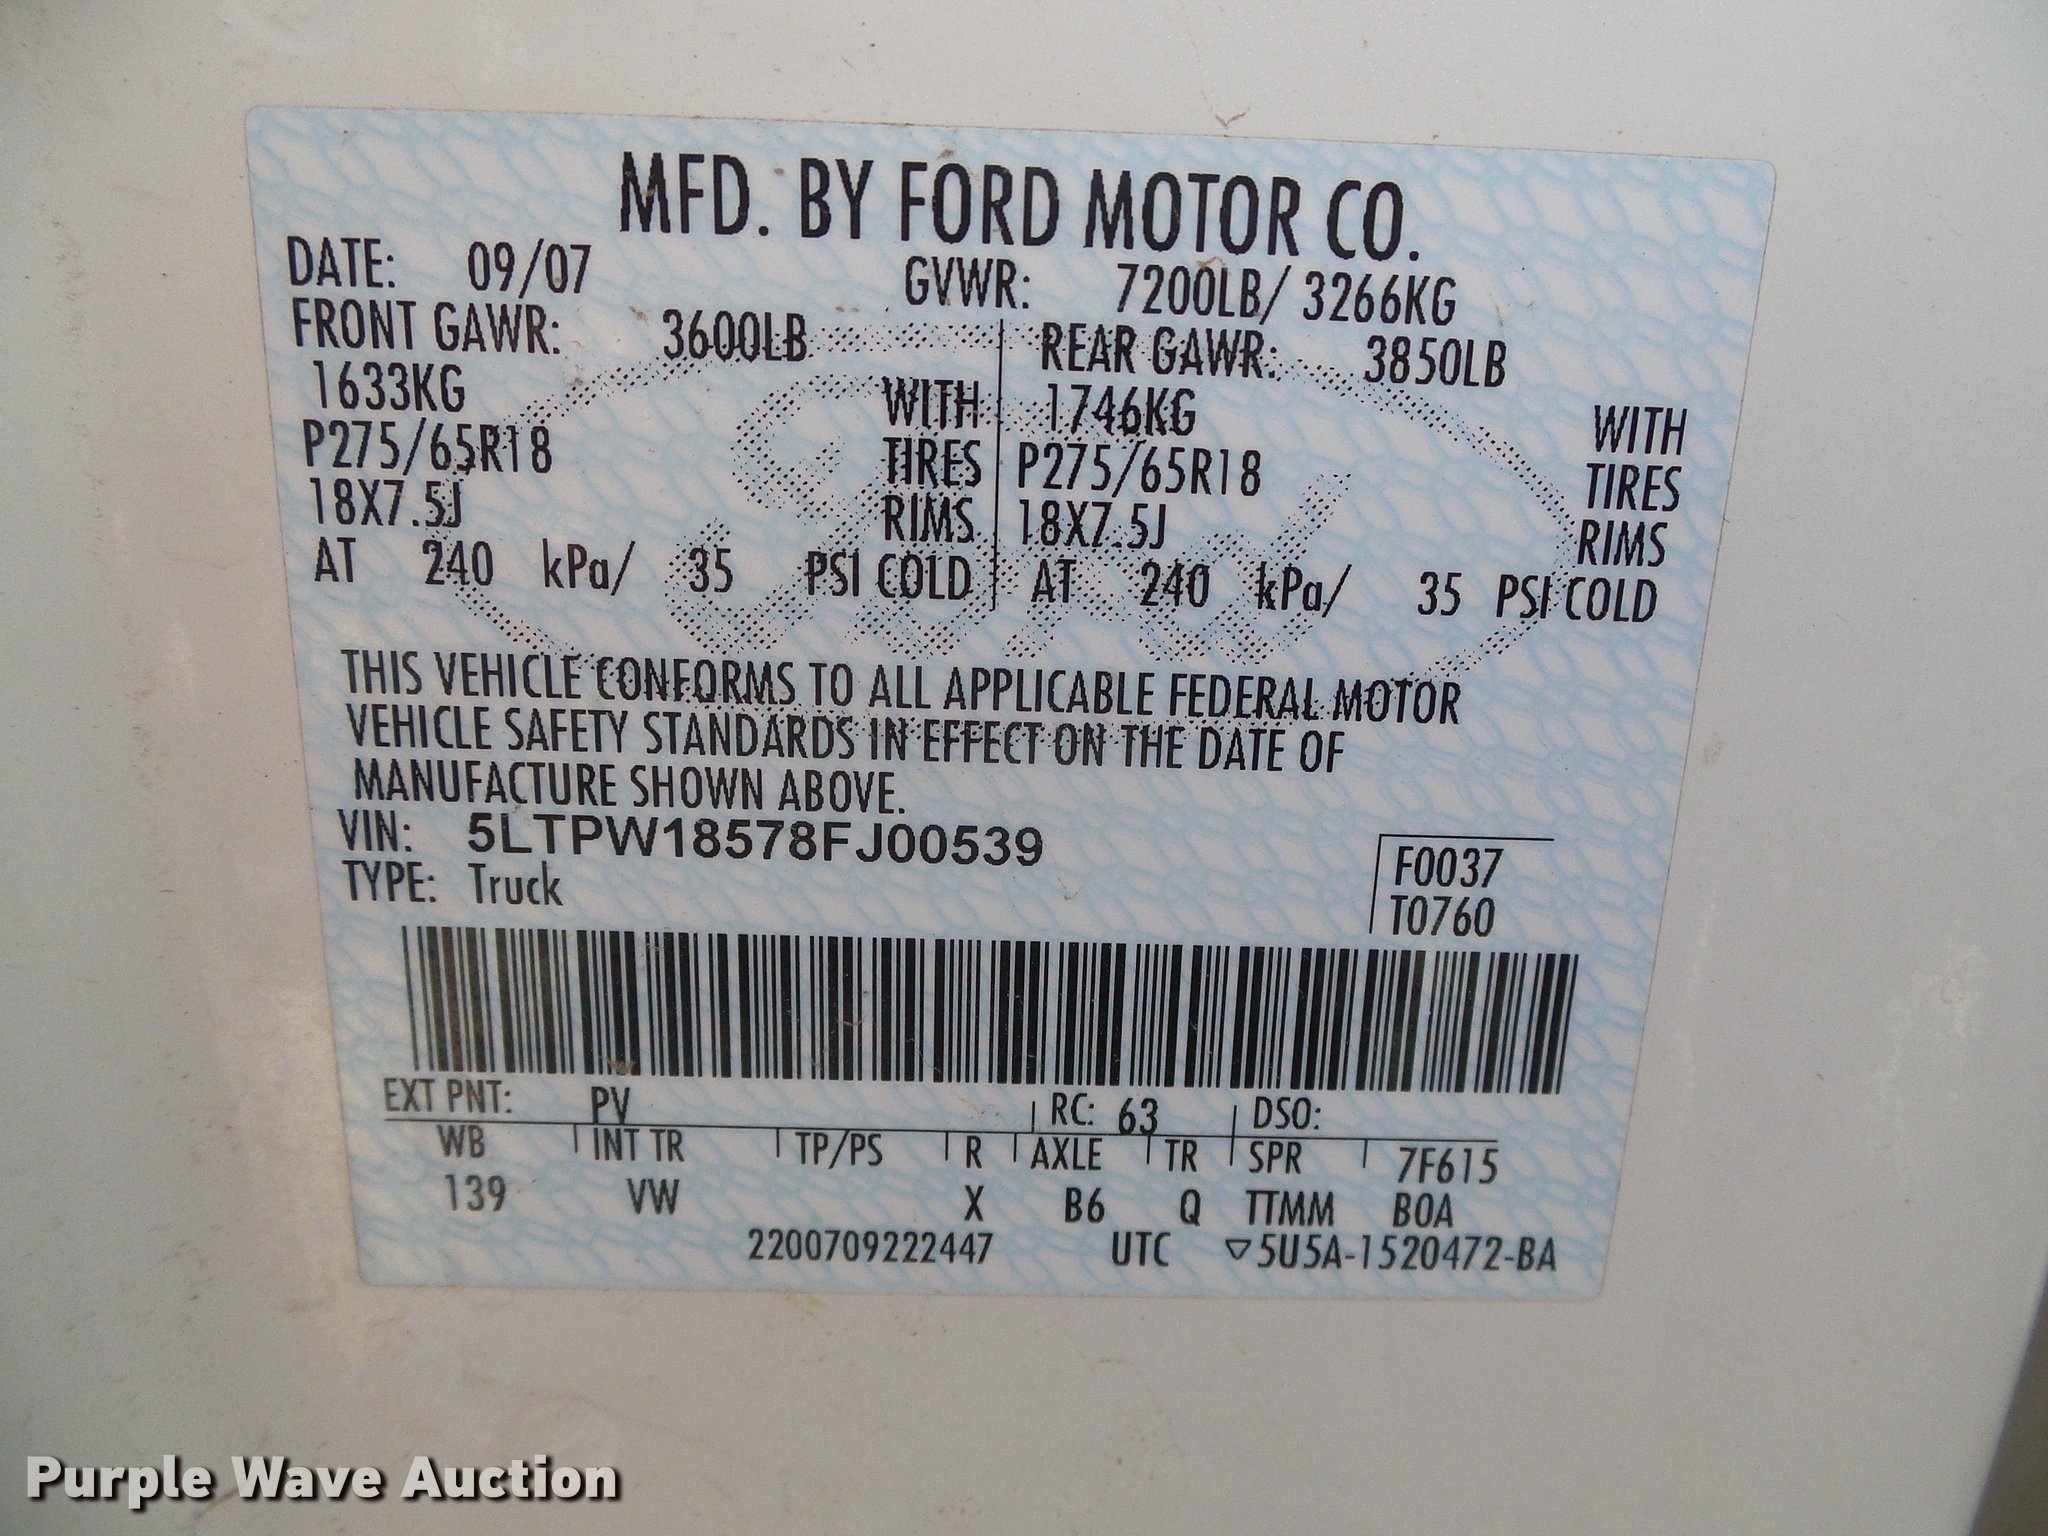 MFD. BY FORD MOTOR CO.
DATE: 09/07 GVWR: 7200LB/ 3266KG
FRONT GAWR: 3600LB REAR GAWR: 3850LB
1633KG WITH 1746KG WITH
P275/65R18 TIRES P275/65R18 TIRES
18X7.5J RIMS 18X7.5J RIMS
AT 240 kPa/ 35 PSI COLD AT 240 kPa/ 35 PSI COLD
THIS VEHICLE CONFORMS TO ALL APPLICABLE FEDERAL MOTOR
VEHICLE SAFETY STANDARDS IN EFFECT ON THE DATE OF
MANUFACTURE SHOWN ABOVE.
VIN: 5LTPW18578FJ00539
F0037
TYPE: Truck
T0760
EXT PNT: PV RC: 63 DSO:
WB INT TR TP/PS R AXLE TR SPR 7F615
139 VW X B6 Q TTMM BOA
2200709222447 UTC ▽5U5A-1520472-BA
Purple Wave Auction